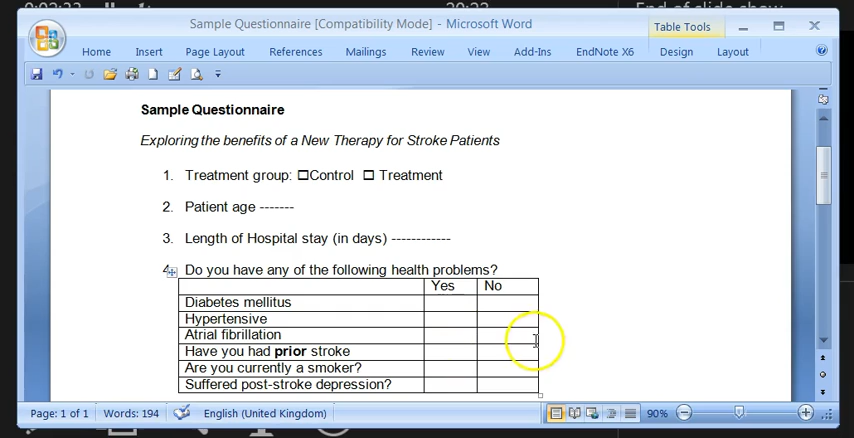 Sample Questionnaire [Compatibility Mode] - Microsoft Word
Table Tools
Home Insert Page Layout References Mailings Review View Add-Ins EndNote X6 Design Layout
Sample Questionnaire
Exploring the benefits of a New Therapy for Stroke Patients
1. Treatment group: ☐Control ☐ Treatment
2. Patient age -------
3. Length of Hospital stay (in days) ------------
4. Do you have any of the following health problems?
Yes No
Diabetes mellitus
Hypertensive
Atrial fibrillation
Have you had prior stroke
Are you currently a smoker?
Suffered post-stroke depression?
Page: 1 of 1 Words: 194 English (United Kingdom) 90%